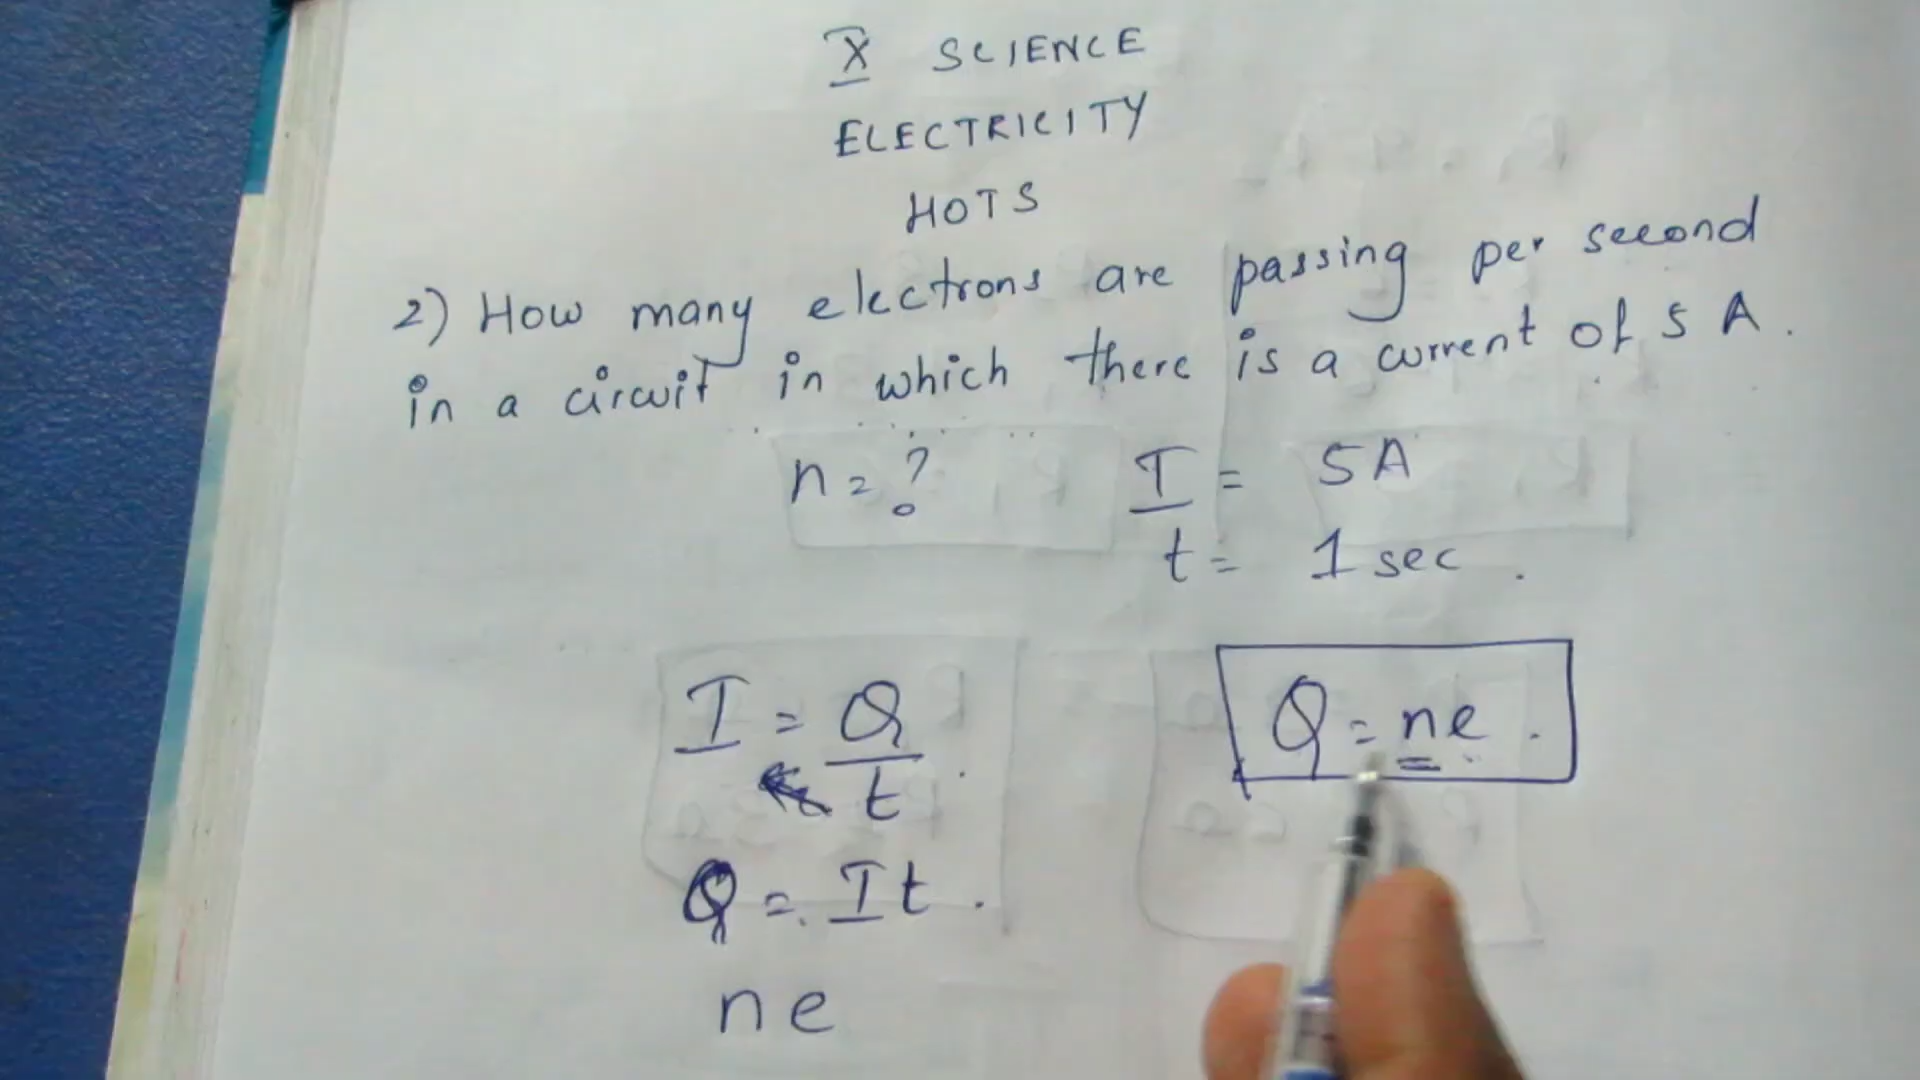 X SCIENCE
ELECTRICITY
HOTS
2) How many electrons are passing per second
in a circuit in which there is a current of 5 A.
n = ? I = 5A
t = 1 sec.
I = Q/t
Q = ne.
Q = It.
ne